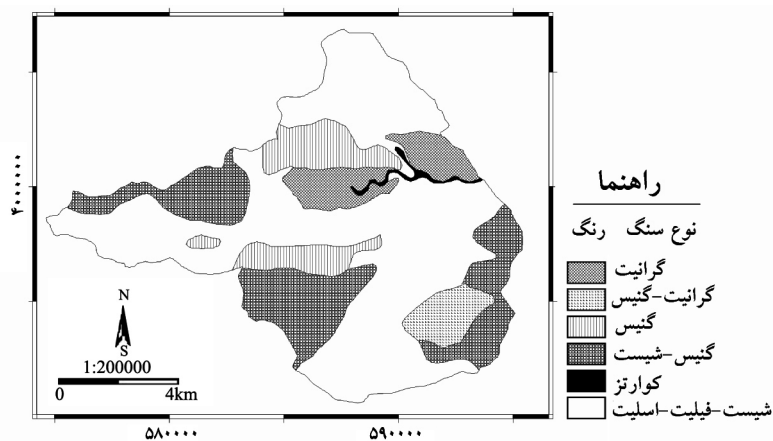 ۴۰۰۰۰۰۰
راهنما
نوع سنگ رنگ
گرانیت
گرانیت-گنیس
گنیس
گنیس-شیست
کوارتز
شیست-فیلیت-اسلیت
N
S
1:200000
0 4km
۵۸۰۰۰۰ ۵۹۰۰۰۰